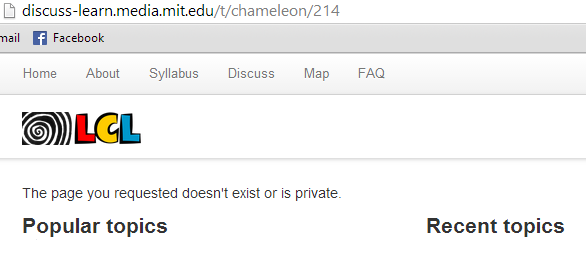 discuss-learn.media.mit.edu/t/chameleon/214
mail Facebook
Home About Syllabus Discuss Map FAQ
LCL
The page you requested doesn't exist or is private.
Popular topics Recent topics